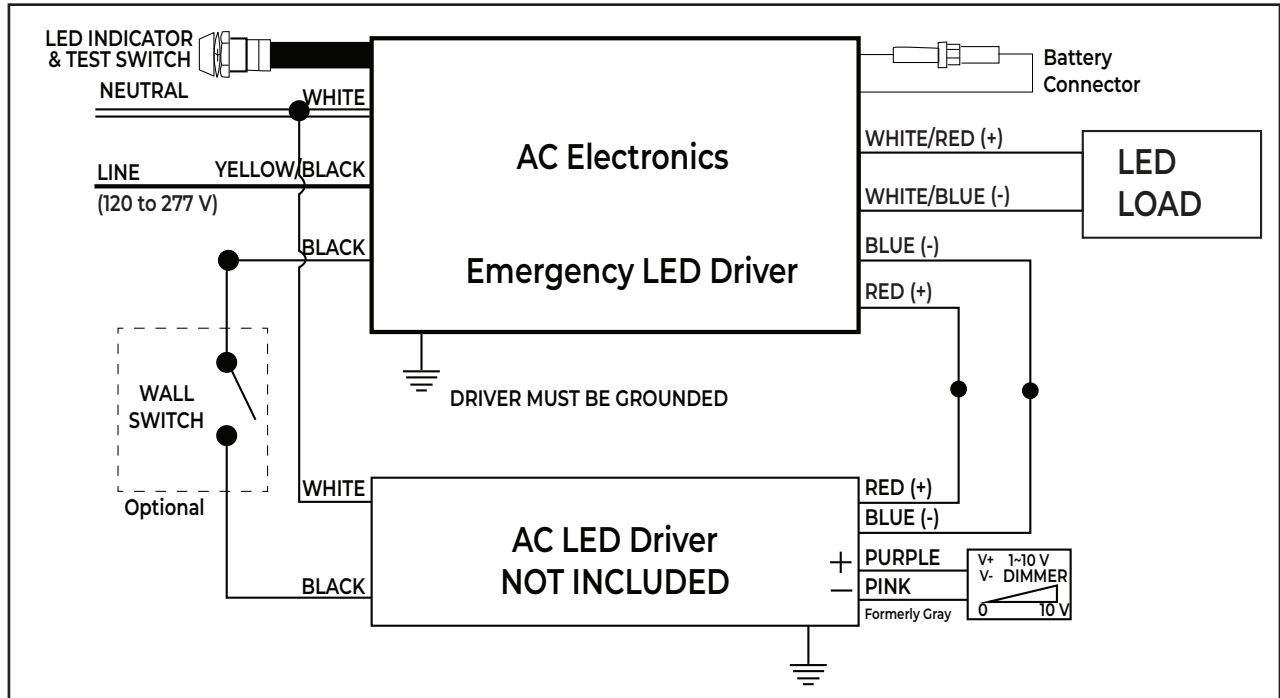 LED INDICATOR
& TEST SWITCH
NEUTRAL
WHITE
LINE
YELLOW/BLACK
(120 to 277 V)
BLACK
AC Electronics
Emergency LED Driver
Battery
Connector
WHITE/RED (+)
WHITE/BLUE (-)
LED
LOAD
BLUE (-)
RED (+)
DRIVER MUST BE GROUNDED
WALL
SWITCH
Optional
WHITE
BLACK
AC LED Driver
NOT INCLUDED
RED (+)
BLUE (-)
+ PURPLE
– PINK
Formerly Gray
V+ 1~10 V
V- DIMMER
0 10 V